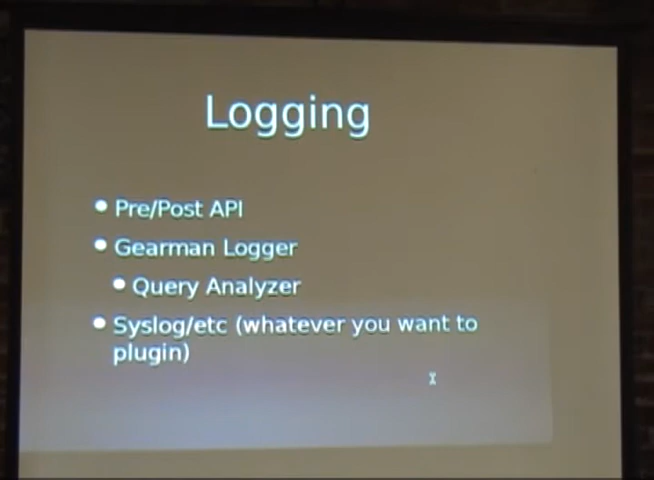 Logging
Pre/Post API
Gearman Logger
Query Analyzer
Syslog/etc (whatever you want to
plugin)